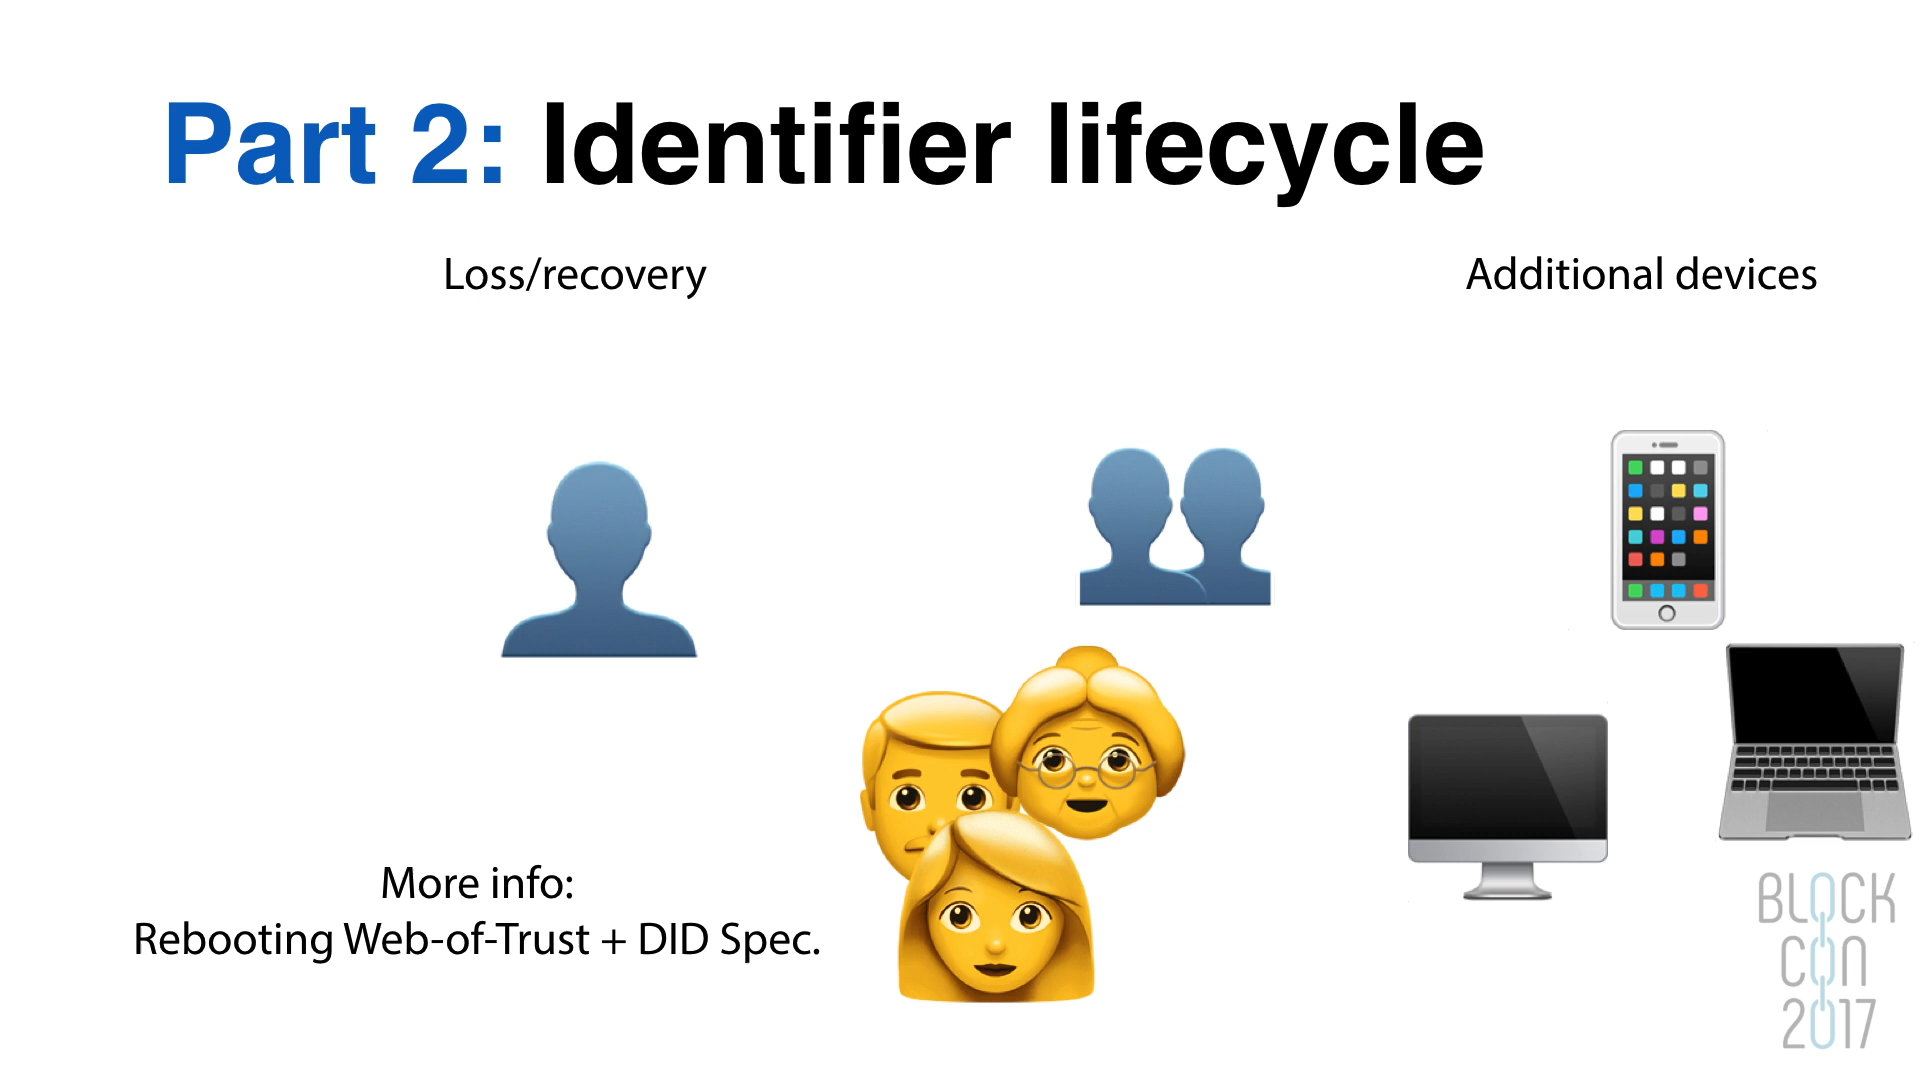 Part 2: Identifier lifecycle
Loss/recovery
Additional devices
More info:
Rebooting Web-of-Trust + DID Spec.
BLOCK
CON
2017